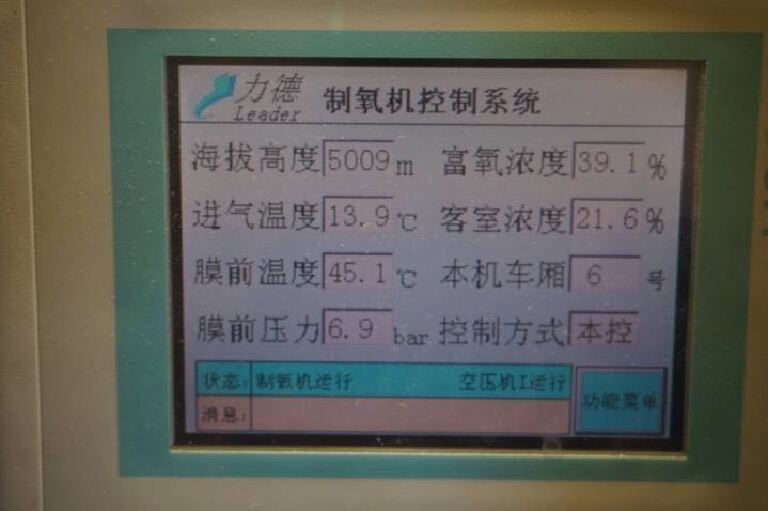 力德 制氧机控制系统
Leader
海拔高度 5009 m 富氧浓度 39.1 %
进气温度 13.9 ℃ 客室浓度 21.6 %
膜前温度 45.1 ℃ 本机车厢 6 号
膜前压力 6.9 bar 控制方式 本控
状态: 制氧机运行 空压机I运行
功能菜单
消息: